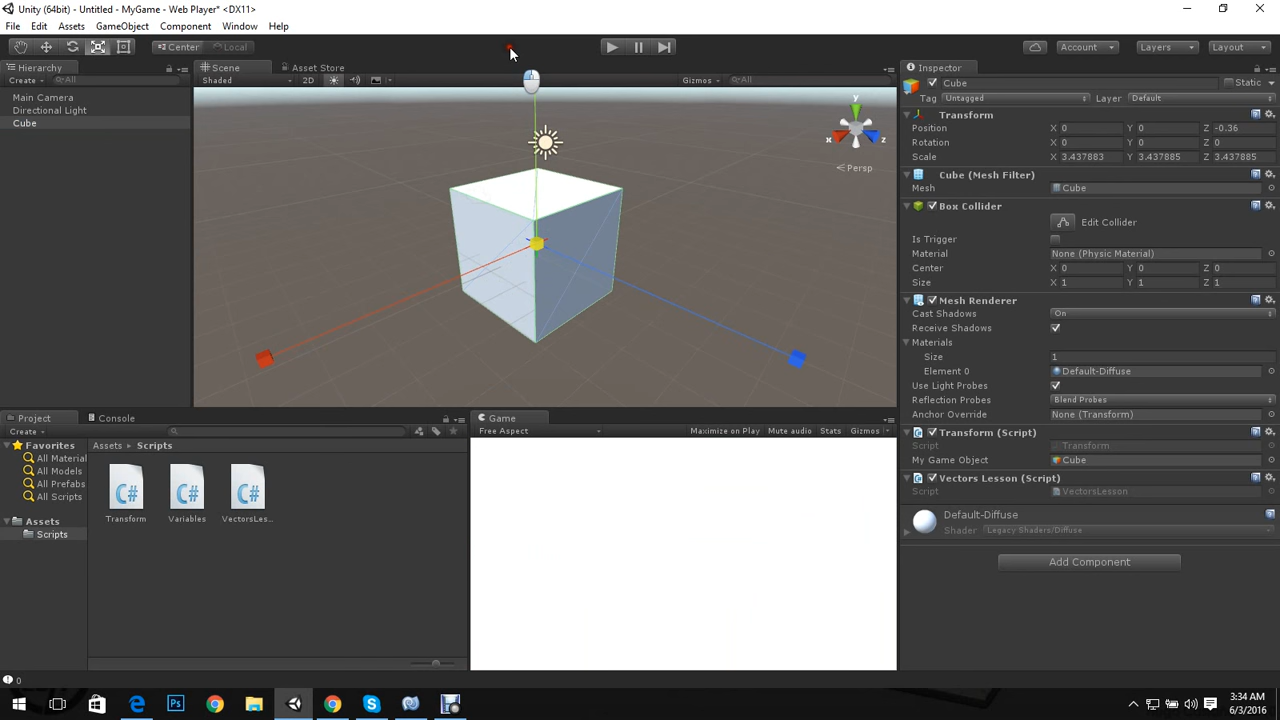 Unity (64bit) - Untitled - MyGame - Web Player* <DX11>
File Edit Assets GameObject Component Window Help
Center Local Account Layers Layout
Hierarchy Scene Asset Store Inspector
Create All Shaded 2D Gizmos All Cube Static
Main Camera
Directional Light
Cube
Tag Untagged Layer Default
Transform
Position X 0 Y 0 Z -0.36
Rotation X 0 Y 0 Z 0
Scale X 3.437883 Y 3.437885 Z 3.437885
y
x
z
Persp
Cube (Mesh Filter)
Mesh Cube
Box Collider
Edit Collider
Is Trigger
Material None (Physic Material)
Center X 0 Y 0 Z 0
Size X 1 Y 1 Z 1
Mesh Renderer
Cast Shadows On
Receive Shadows
Materials
Size 1
Element 0 Default-Diffuse
Use Light Probes
Reflection Probes Blend Probes
Anchor Override None (Transform)
Transform (Script)
Script Transform
My Game Object Cube
Vectors Lesson (Script)
Script VectorsLesson
Default-Diffuse
Shader Legacy Shaders/Diffuse
Add Component
Project Console Game
Create Free Aspect Maximize on Play Mute audio Stats Gizmos
Favorites Assets Scripts
All Material
All Models
All Prefabs
All Scripts
Assets
Scripts
C# C# C#
Transform Variables VectorsLes...
0
3:34 AM
6/3/2016